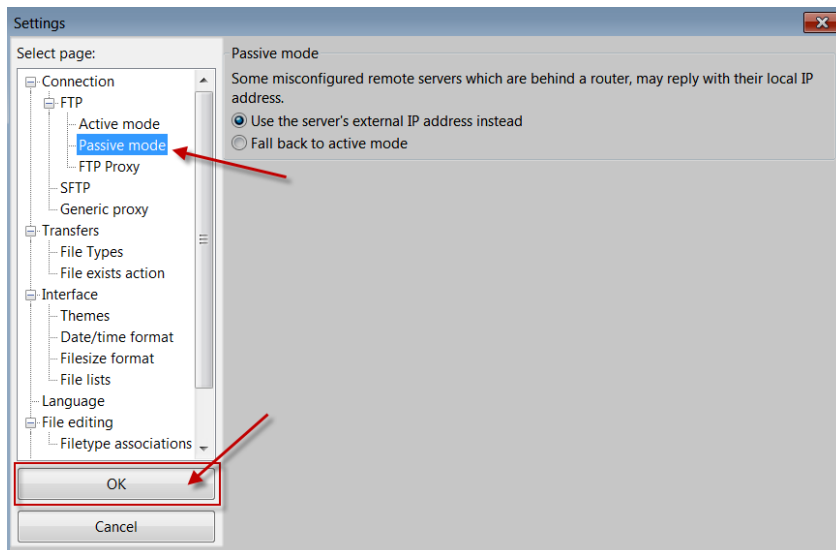 Settings
Select page:
Connection
FTP
Active mode
Passive mode
FTP Proxy
SFTP
Generic proxy
Transfers
File Types
File exists action
Interface
Themes
Date/time format
Filesize format
File lists
Language
File editing
Filetype associations
OK
Cancel
Passive mode
Some misconfigured remote servers which are behind a router, may reply with their local IP
address.
Use the server's external IP address instead
Fall back to active mode